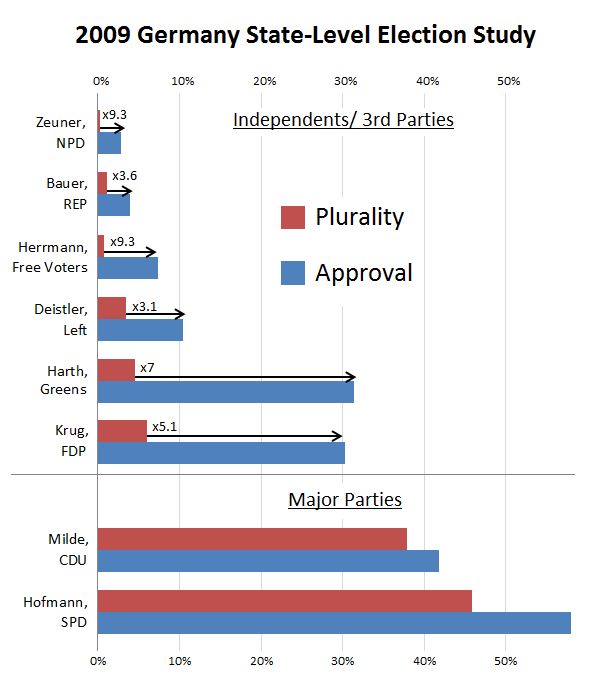 2009 Germany State-Level Election Study
0% 10% 20% 30% 40% 50%
Independents/ 3rd Parties
Zeuner,
NPD
x9.3
Bauer,
REP
x3.6
Plurality
Approval
Herrmann,
Free Voters
x9.3
Deistler,
Left
x3.1
Harth,
Greens
x7
Krug,
FDP
x5.1
Major Parties
Milde,
CDU
Hofmann,
SPD
0% 10% 20% 30% 40% 50%